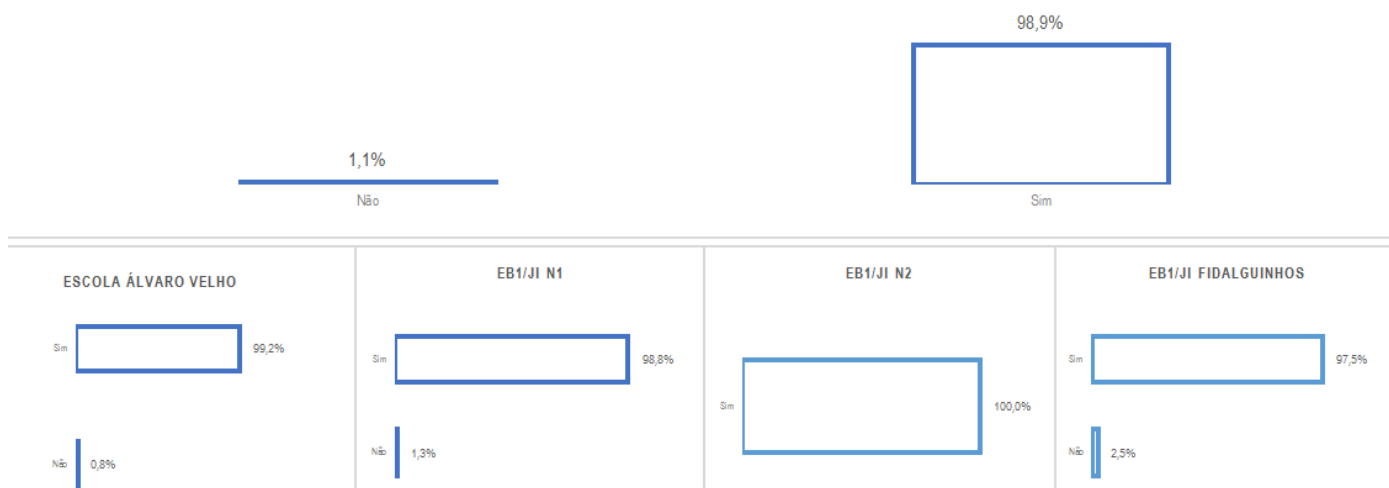 98,9%
1,1%
Não
Sim
ESCOLA ÁLVARO VELHO
Sim
99,2%
Não
0,8%
EB1/JI N1
Sim
98,8%
Não
1,3%
EB1/JI N2
Sim
100,0%
EB1/JI FIDALGUINHOS
Sim
97,5%
Não
2,5%